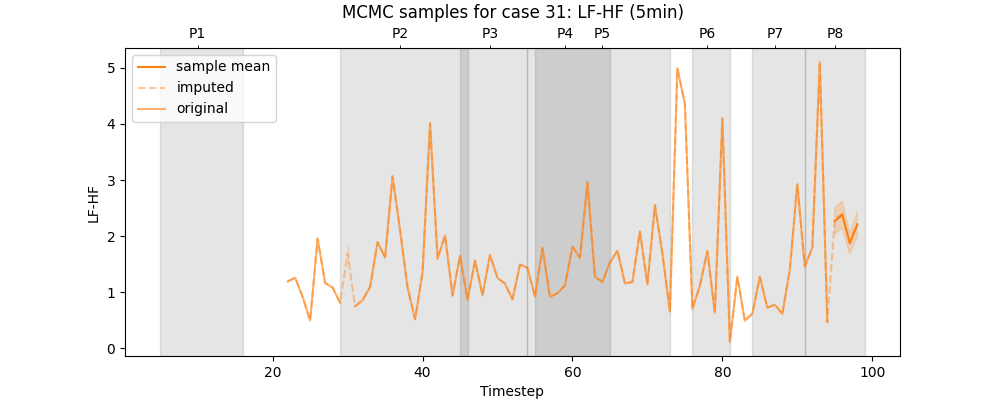 MCMC samples for case 31: LF-HF (5min)
P1 P2 P3 P4 P5 P6 P7 P8
sample mean
imputed
original
5
4
3
2
1
0
LF-HF
20 40 60 80 100
Timestep